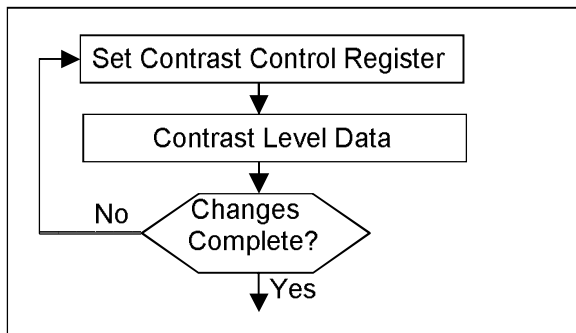 Set Contrast Control Register
Contrast Level Data
No
Changes
Complete?
Yes